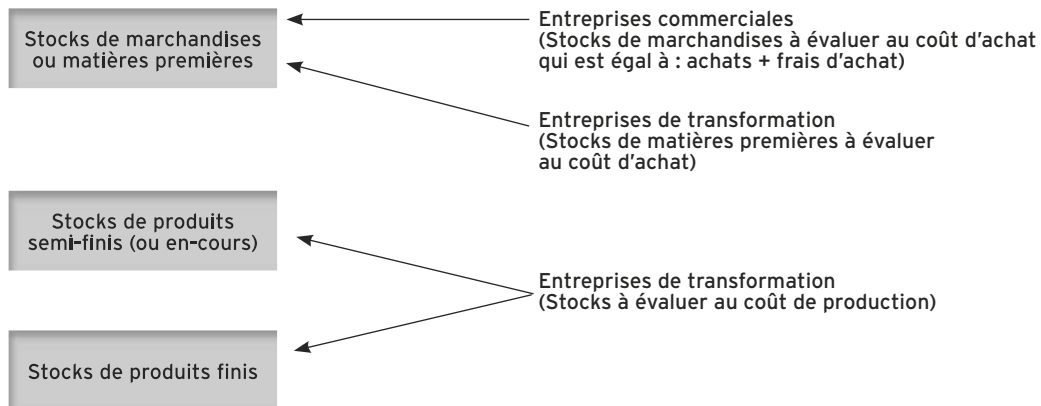 Stocks de marchandises
ou matières premières
Entreprises commerciales
(Stocks de marchandises à évaluer au coût d'achat
qui est égal à : achats + frais d'achat)
Entreprises de transformation
(Stocks de matières premières à évaluer
au coût d'achat)
Stocks de produits
semi-finis (ou en-cours)
Entreprises de transformation
(Stocks à évaluer au coût de production)
Stocks de produits finis